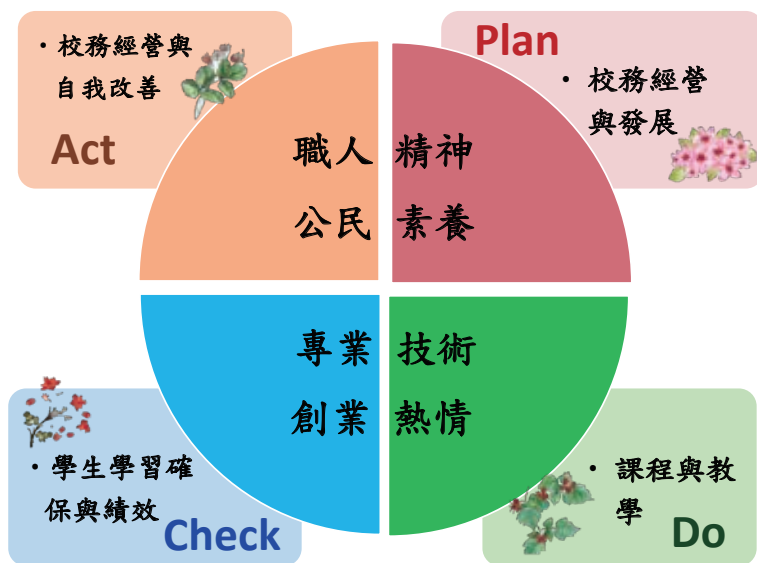 • 校務經營與
自我改善
Act
Plan
• 校務經營
與發展
職人 精神
公民 素養
專業 技術
創業 熱情
• 學生學習確
保與績效
Check
• 課程與教
學
Do